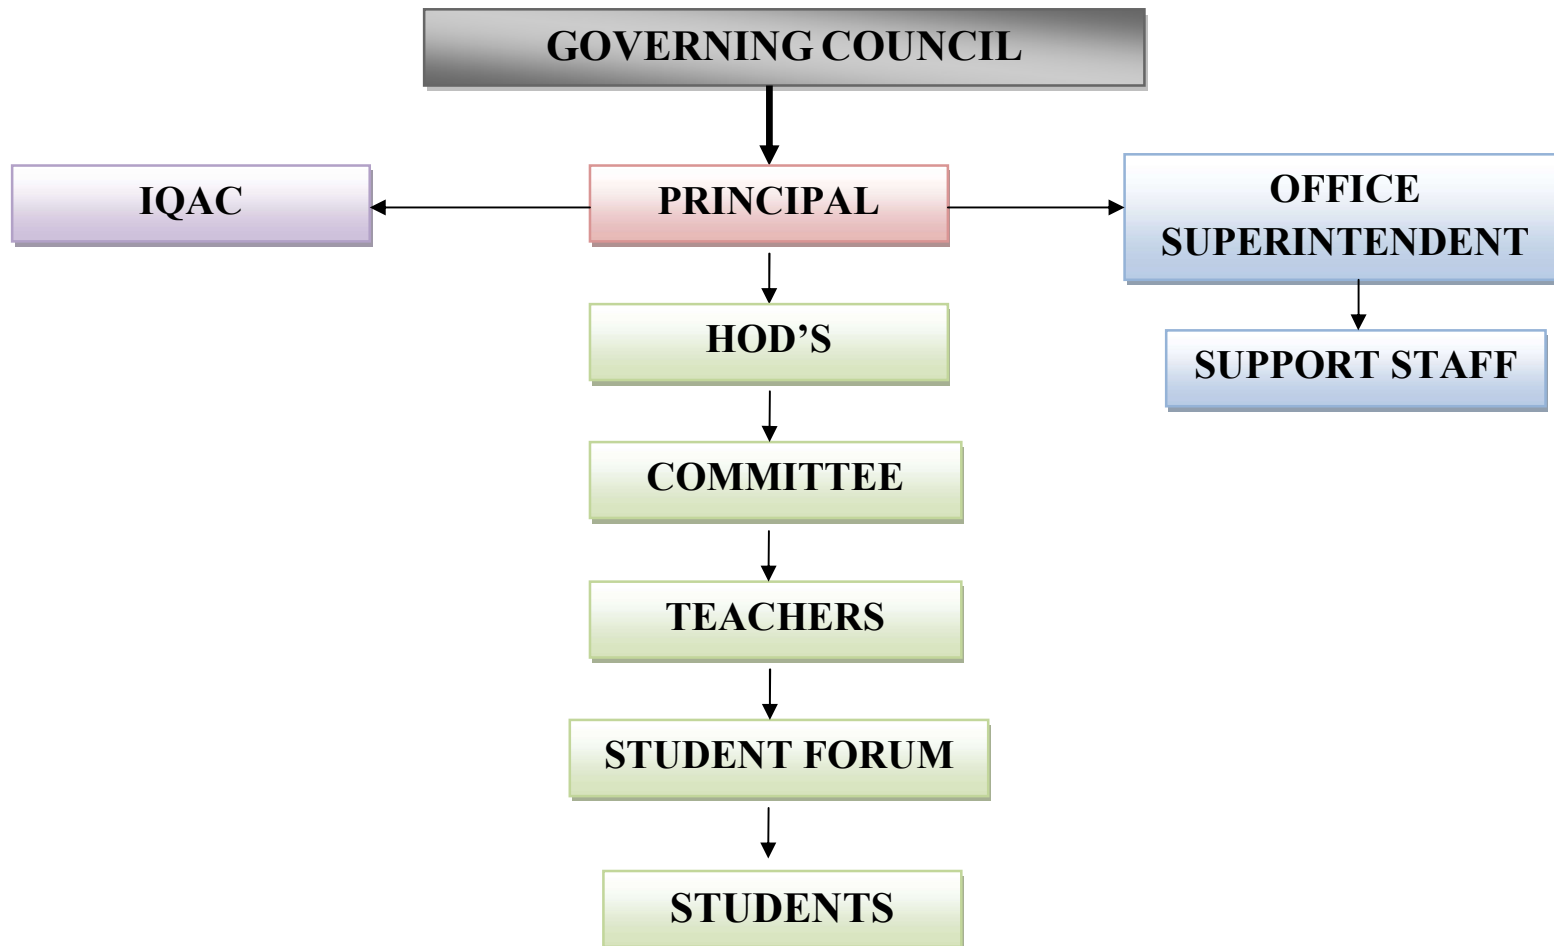 GOVERNING COUNCIL
IQAC
PRINCIPAL
OFFICE
SUPERINTENDENT
HOD’S
SUPPORT STAFF
COMMITTEE
TEACHERS
STUDENT FORUM
STUDENTS